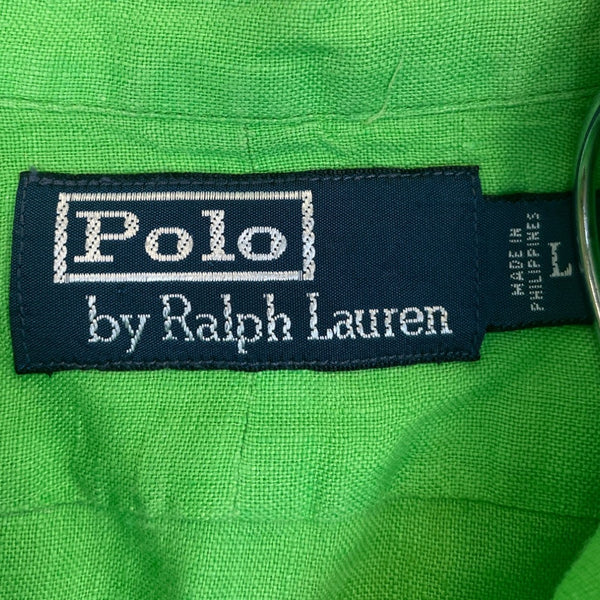 Polo
by Ralph Lauren
MADE IN
PHILIPPINES
L